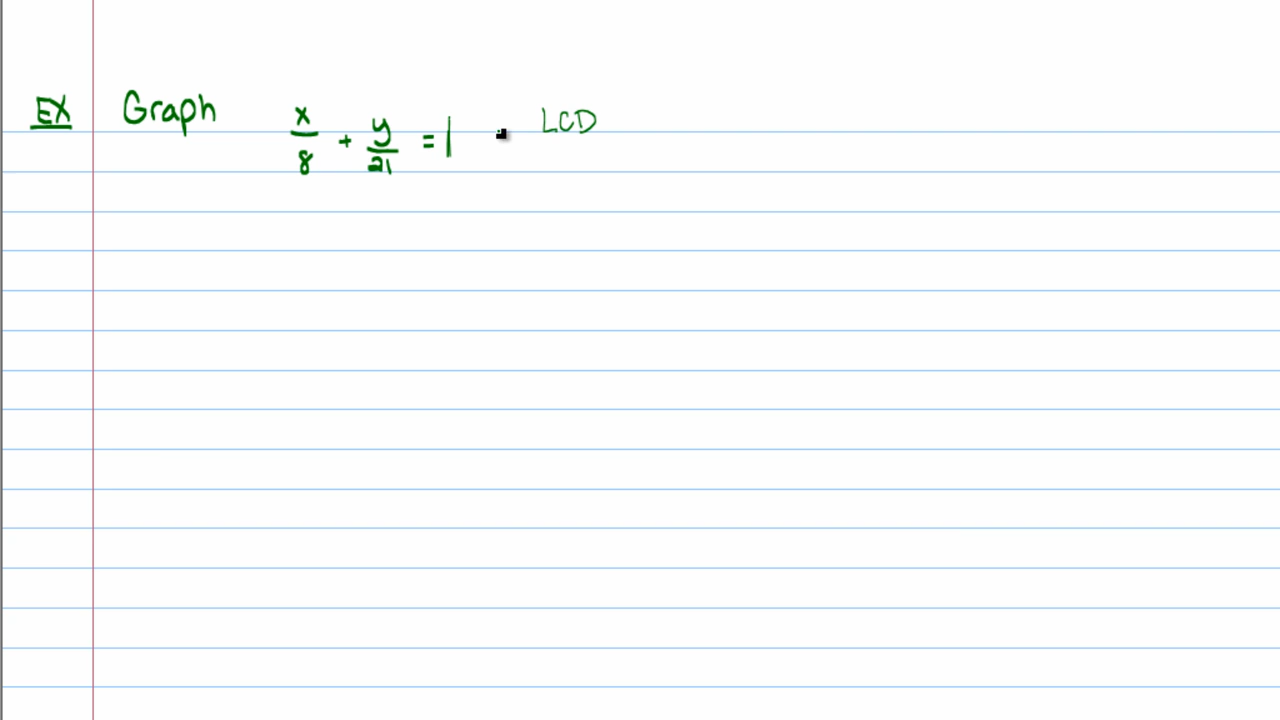 EX Graph x/8 + y/21 = 1 LCD